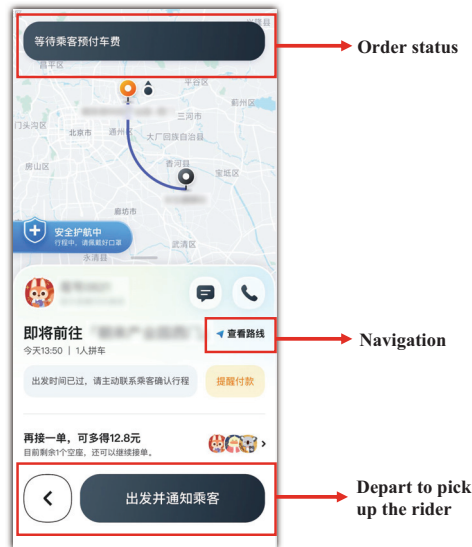 等待乘客预付车费
Order status
昌平区
平谷区
蓟州区
三河市
门头沟区
北京市
通州区
大厂回族自治县
房山区
香河县
宝坻区
廊坊市
安全护航中
行程中，请佩戴好口罩
武清区
永清县
即将前往
查看路线
Navigation
今天13:50 | 1人拼车
出发时间已过，请主动联系乘客确认行程
提醒付款
再接一单，可多得12.8元
目前剩余1个空座，还可以继续接单。
出发并通知乘客
Depart to pick
up the rider